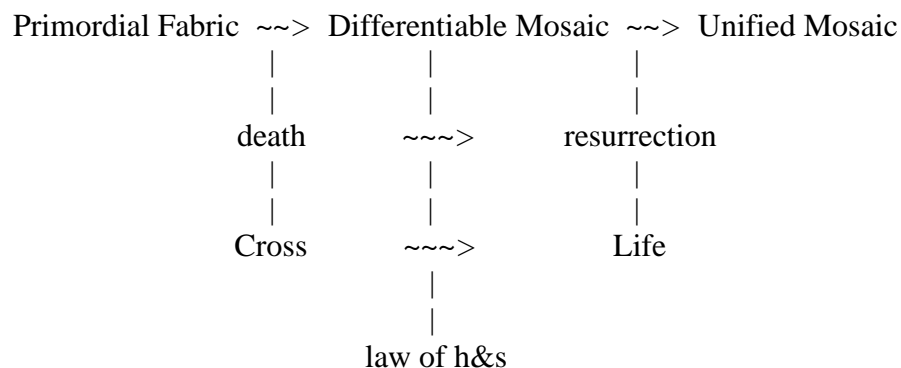 Primordial Fabric ~~> Differentiable Mosaic ~~> Unified Mosaic
death ~~~> resurrection
Cross ~~~> Life
law of h&s